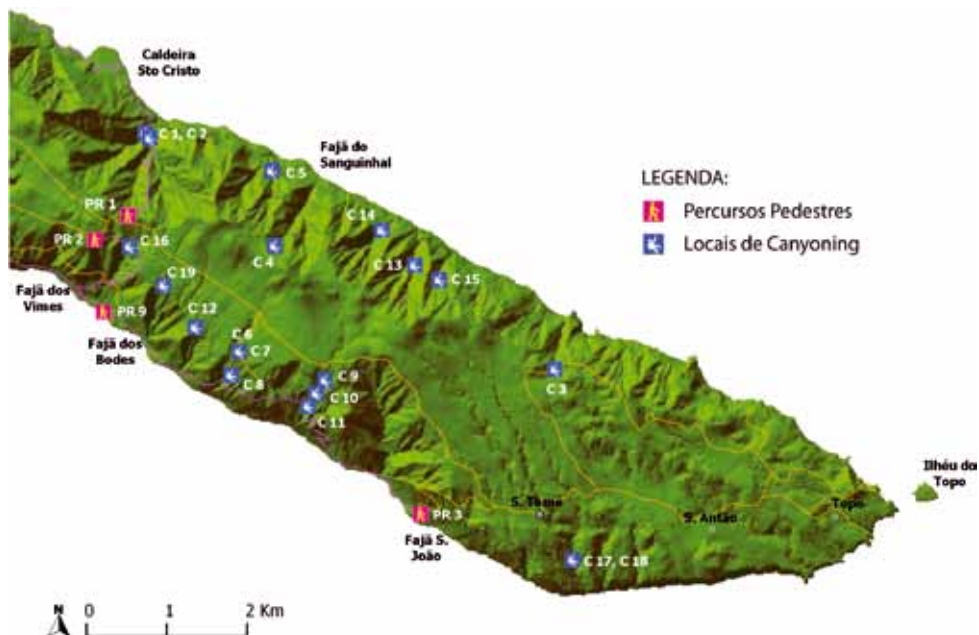 Caldeira
Sto Cristo
C 1, C 2
Fajã do
Sanguinhal
C 5
LEGENDA:
PR 1
C 14
Percursos Pedestres
PR 2
C 16
C 4
Locais de Canyoning
C 13
C 15
C 19
Fajã dos
Vimes
C 12
PR 9
Fajã dos
Bodes
C 6
C 7
C 8
C 9
C 10
C 11
C 3
Ilhéu do
Topo
S. Tomé
S. Antão
Topo
PR 3
Fajã S.
João
C 17, C 18
N
0 1 2 Km